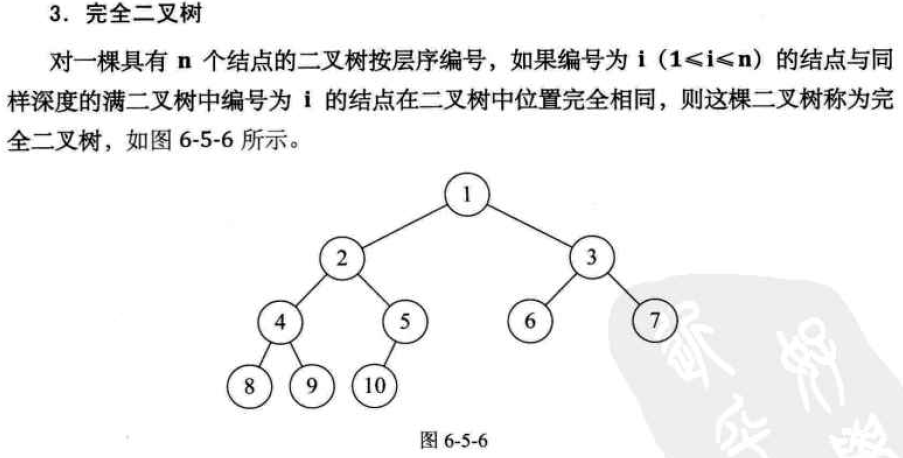 3．完全二叉树
对一棵具有 n 个结点的二叉树按层序编号，如果编号为 i（1≤i≤n）的结点与同
样深度的满二叉树中编号为 i 的结点在二叉树中位置完全相同，则这棵二叉树称为完
全二叉树，如图 6-5-6 所示。
1
2 3
4 5 6 7
8 9 10
图 6-5-6